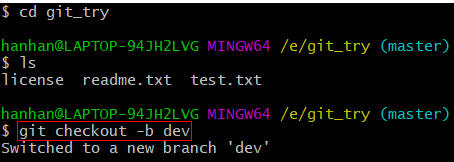 $ cd git_try
hanhan@LAPTOP-94JH2LVG MINGW64 /e/git_try (master)
$ ls
license  readme.txt  test.txt
hanhan@LAPTOP-94JH2LVG MINGW64 /e/git_try (master)
$ git checkout -b dev
Switched to a new branch 'dev'